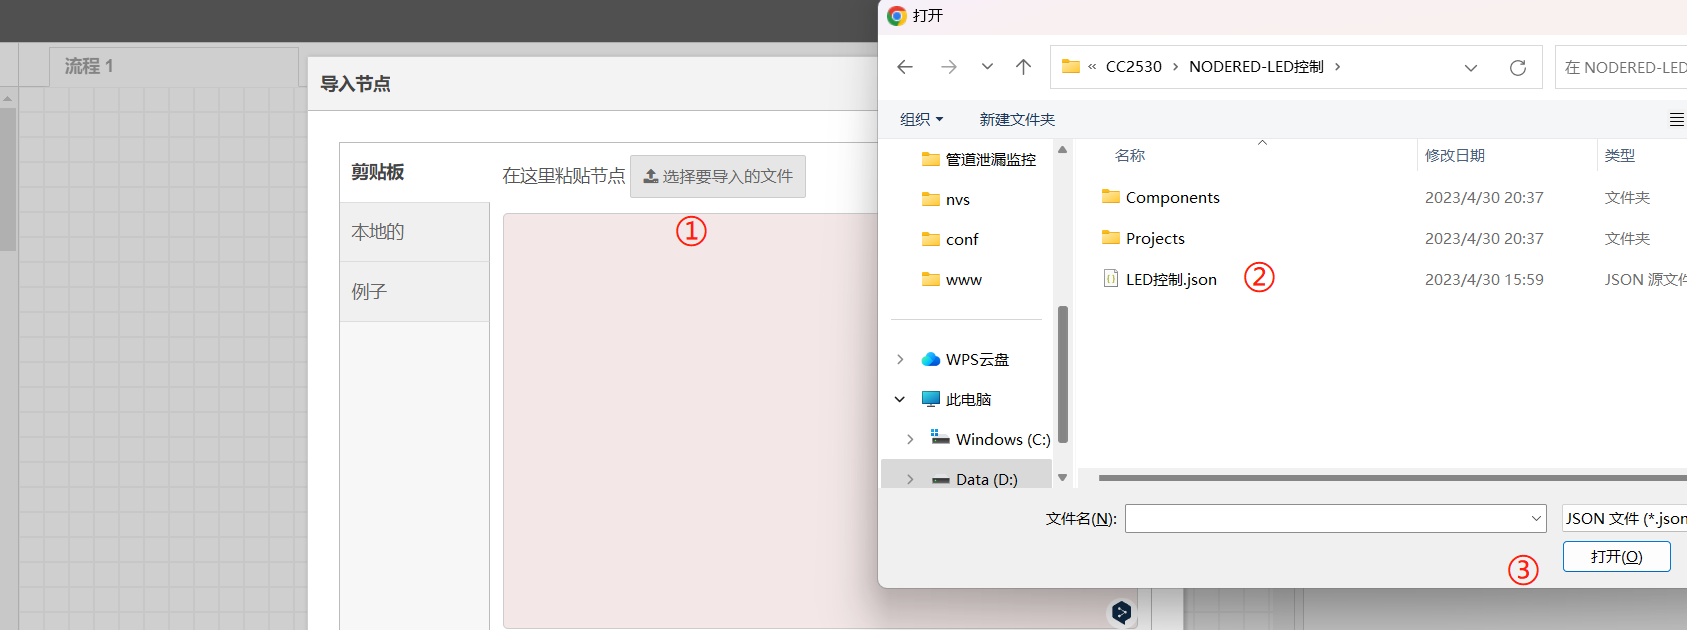 打开
流程 1
导入节点
« CC2530 › NODERED-LED控制 ›
在 NODERED-LED
组织
新建文件夹
剪贴板
本地的
例子
在这里粘贴节点
选择要导入的文件
①
管道泄漏监控
nvs
conf
www
WPS云盘
此电脑
Windows (C:)
Data (D:)
名称 修改日期 类型
Components 2023/4/30 20:37 文件夹
Projects 2023/4/30 20:37 文件夹
LED控制.json ② 2023/4/30 15:59 JSON 源文件
文件名(N):
JSON 文件 (*.json
③
打开(O)